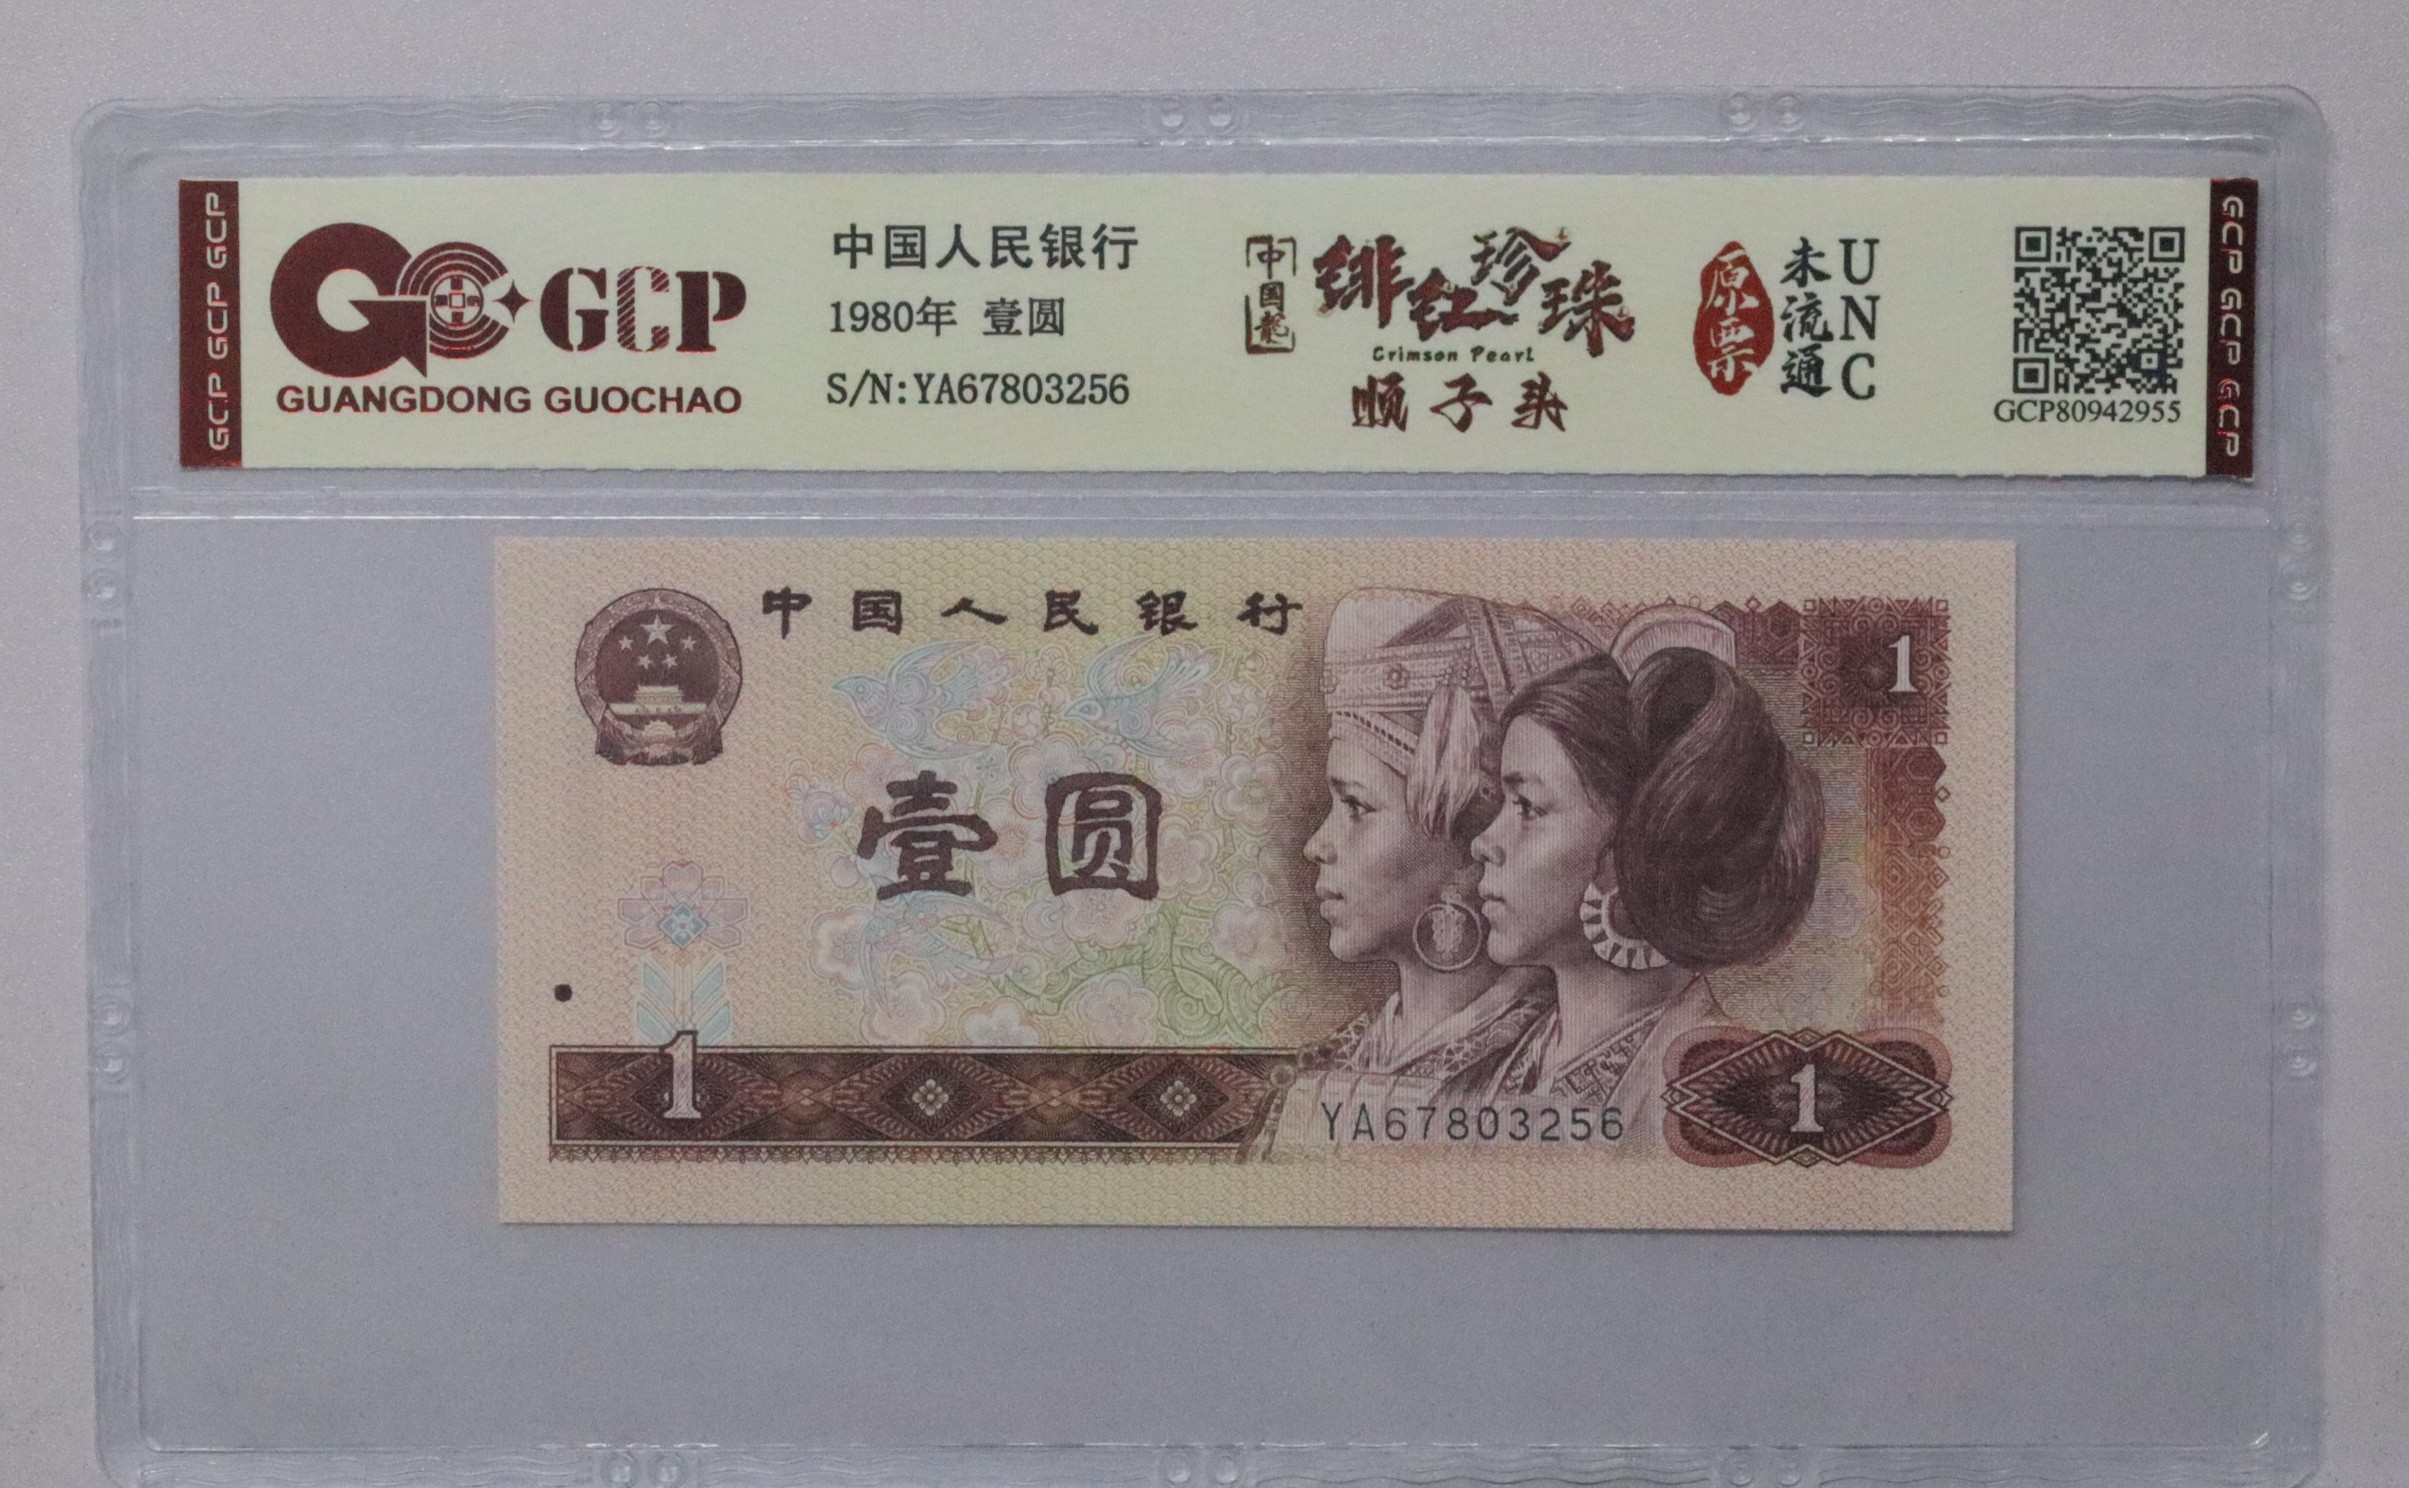 GCP GCP GCP
GCP
GUANGDONG GUOCHAO
中国人民银行
1980年 壹圆
S/N:YA67803256
中国龍
绯红珍珠
Crimson Pearl
顺子头
原票
未流通
UNC
GCP80942955
GCP GCP GCP
中国人民银行
1
壹圆
1
YA67803256
1